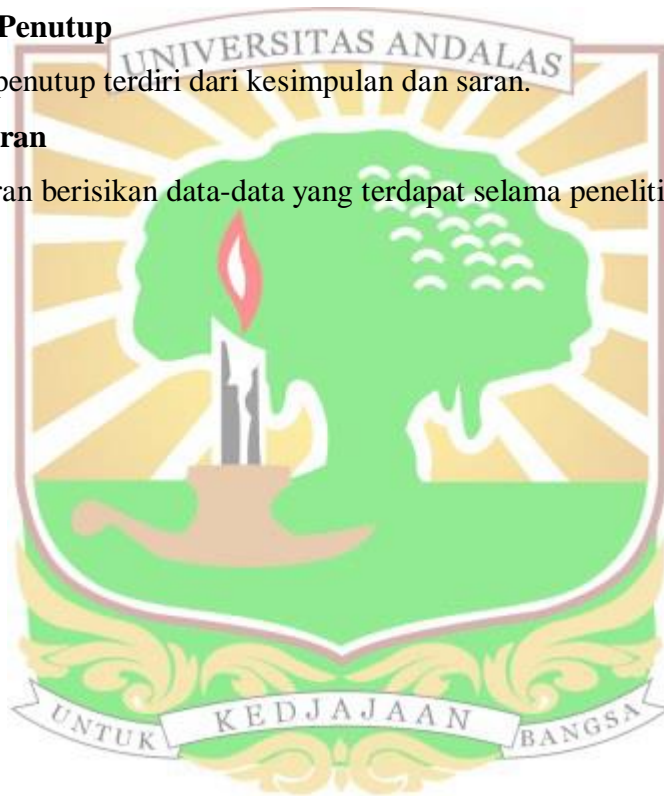 Penutup
UNIVERSITAS ANDALAS
penutup terdiri dari kesimpulan dan saran.
ran
ran berisikan data-data yang terdapat selama peneliti
UNTUK KEDJAJAAN BANGSA